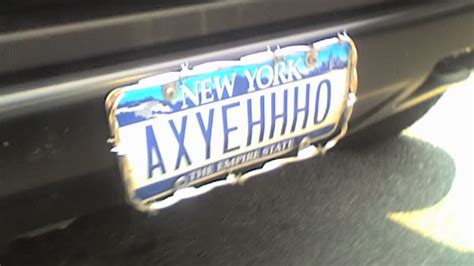 NEW YORK
AXYEHHHO
THE EMPIRE STATE